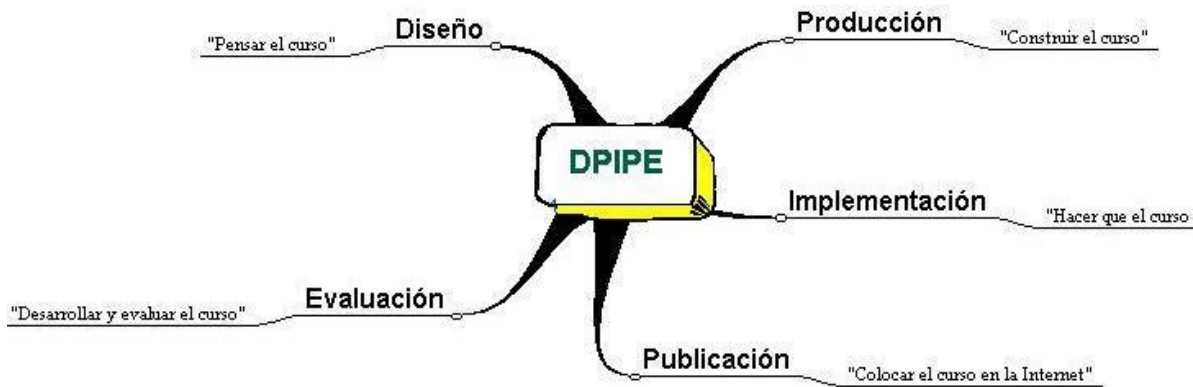 Diseño
"Pensar el curso"
Producción
"Construir el curso"
DPIPE
Implementación
"Hacer que el curso
Evaluación
"Desarrollar y evaluar el curso"
Publicación
"Colocar el curso en la Internet"